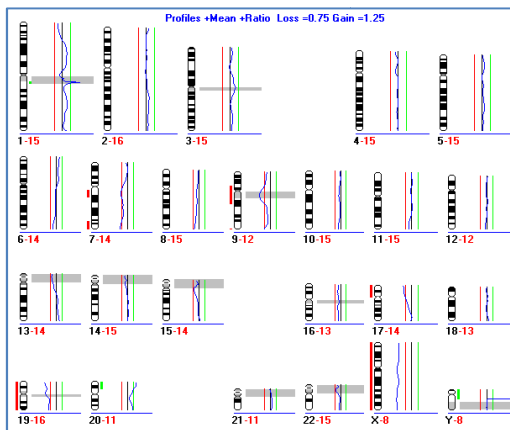 Profiles +Mean +Ratio Loss =0.75 Gain =1.25
1-15 2-16 3-15 4-15 5-15
6-14 7-14 8-15 9-12 10-15 11-15 12-12
13-14 14-15 15-14 16-13 17-14 18-13
19-16 20-11 21-11 22-15 X-8 Y-8